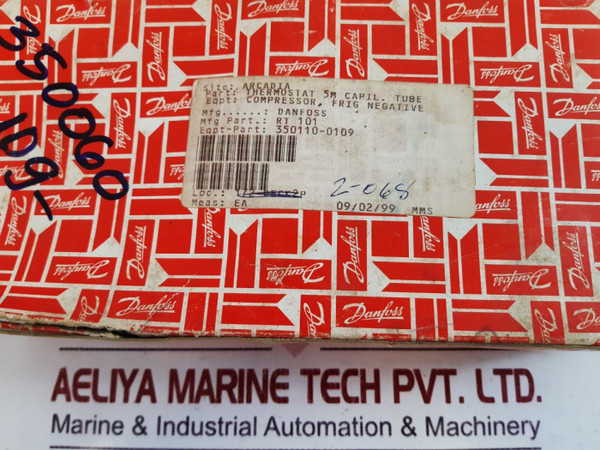 350060
109-
Danfoss
Site: ARCADIA
Part: THERMOSTAT 5M CAPIL. TUBE
Eqpt: COMPRESSOR, FRIG NEGATIVE
Mfg......: DANFOSS
Mfg Part.: RT 101
Eqpt-Part: 350110-0109
Loc.:
2-068
Meas: EA
09/02/99 MMS
AELIYA MARINE TECH PVT. LTD.
Marine & Industrial Automation & Machinery